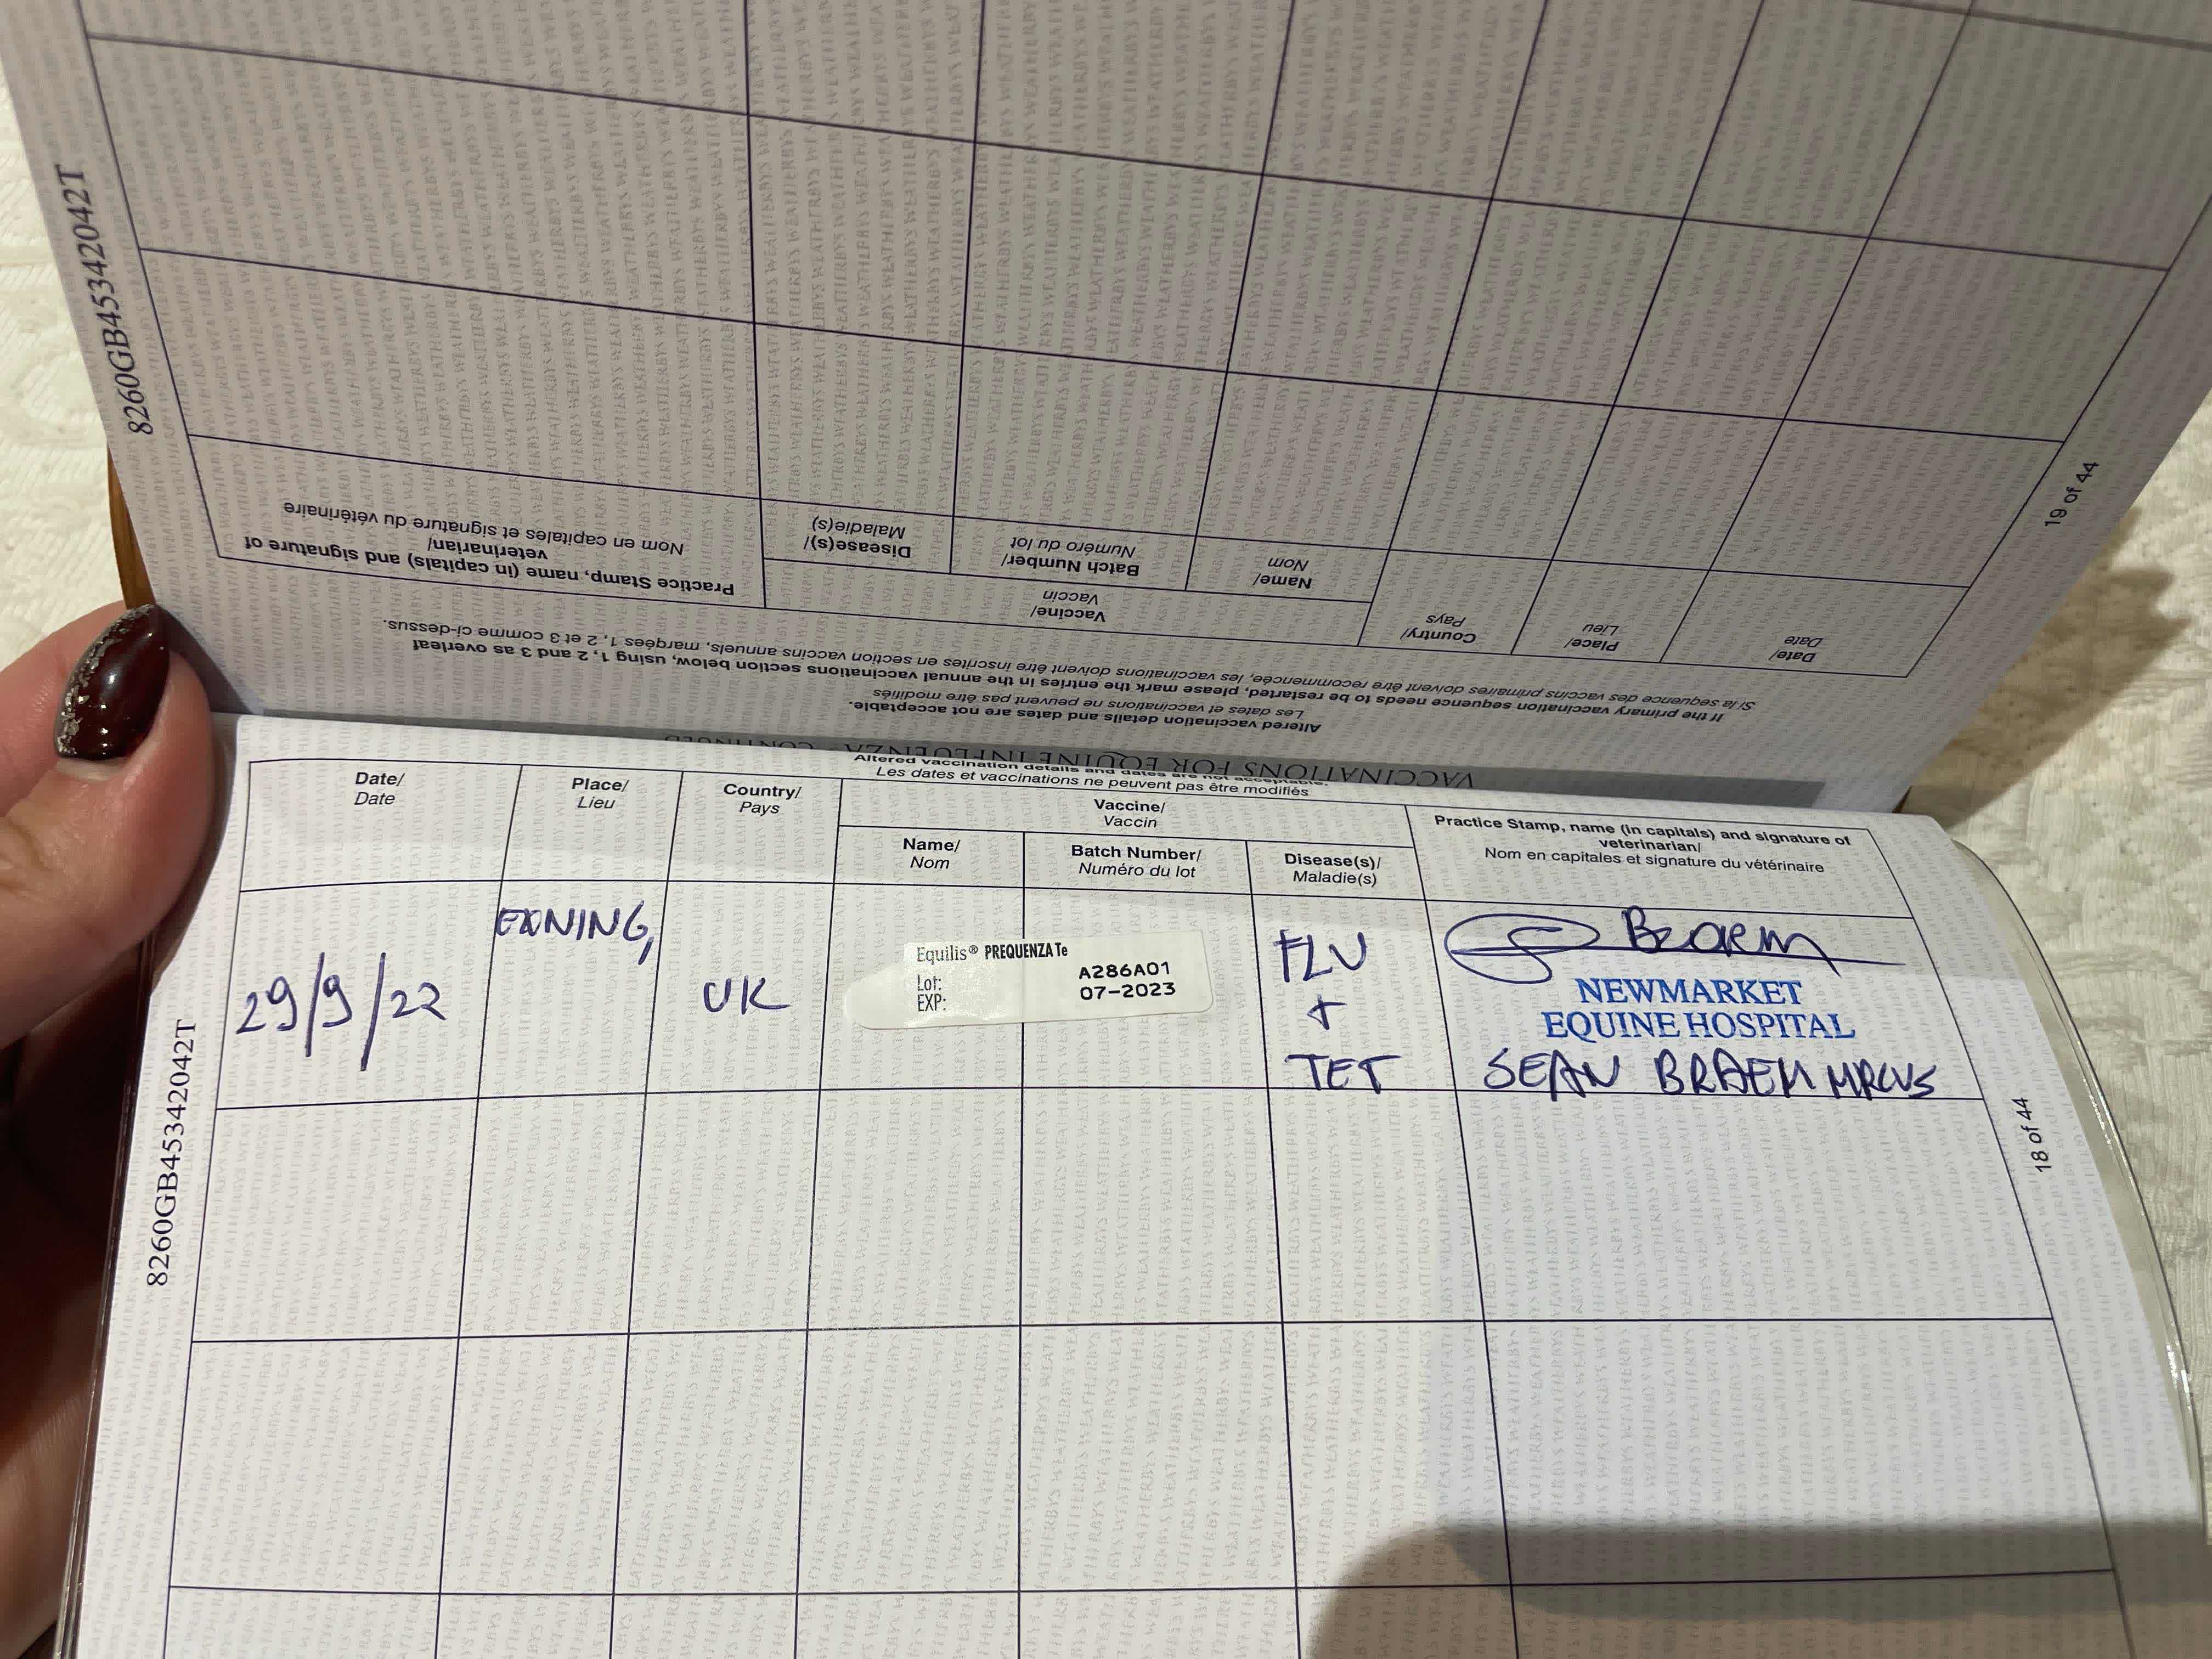 8260GB45342042T
19 of 44
VACCINATIONS FOR EQUINE INFLUENZA - CONTINUED
Altered vaccination details and dates are not acceptable.
Les dates et vaccinations ne peuvent pas être modifiés
If the primary vaccination sequence needs to be restarted, please mark the entries in the annual vaccinations section below, using 1, 2 and 3 as overleaf
Si la sequence des vaccins primaires doivent être recommencée, les vaccinations doivent être inscrites en section vaccins annuels, marqées 1, 2 et 3 comme ci-dessus.
Date/
Date
Place/
Lieu
Country/
Pays
Vaccine/
Vaccin
Name/
Nom
Batch Number/
Numéro du lot
Disease(s)/
Maladie(s)
Practice Stamp, name (in capitals) and signature of
veterinarian/
Nom en capitales et signature du vétérinaire
Altered vaccination details and dates are not acceptable.
Les dates et vaccinations ne peuvent pas être modifiés
Date/
Date
Place/
Lieu
Country/
Pays
Vaccine/
Vaccin
Name/
Nom
Batch Number/
Numéro du lot
Disease(s)/
Maladie(s)
Practice Stamp, name (in capitals) and signature of
veterinarian/
Nom en capitales et signature du vétérinaire
29/9/22
EXNING,
UK
Equilis® PREQUENZA Te
Lot: A286A01
EXP: 07-2023
FLU
+
TET
Braem
NEWMARKET
EQUINE HOSPITAL
SEAN BRAEM MRCVS
8260GB45342042T
18 of 44